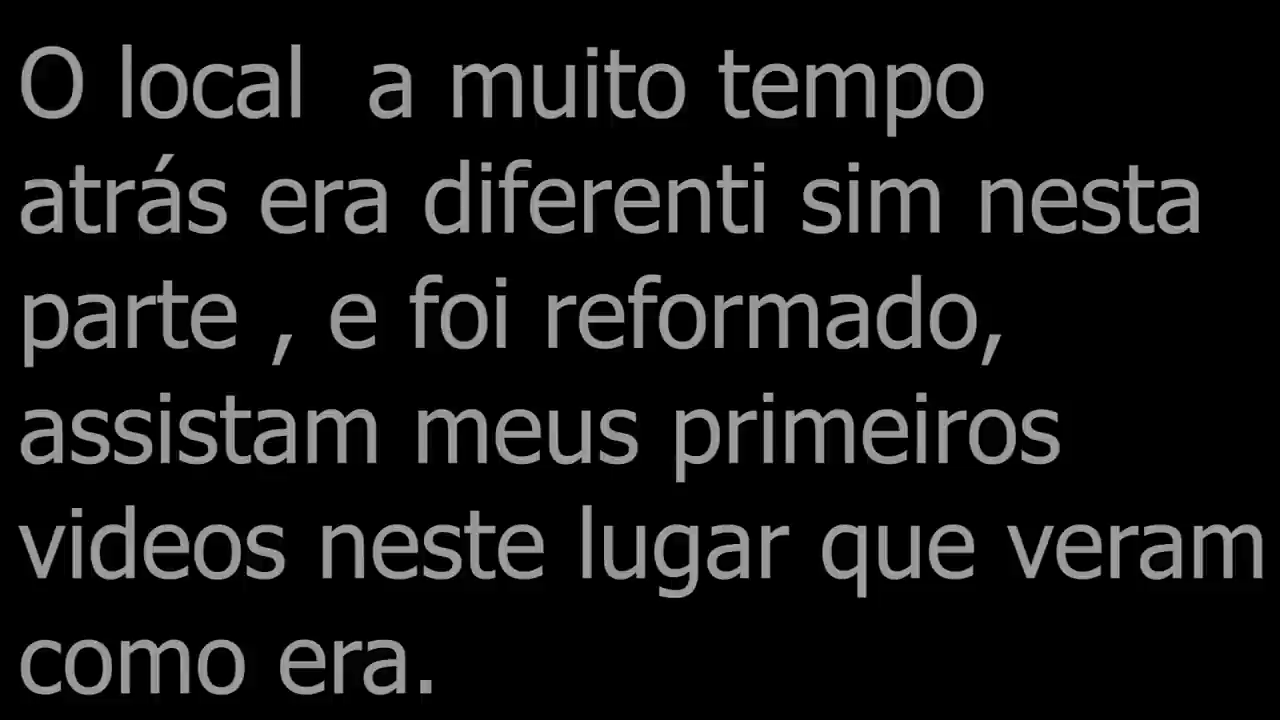 O local  a muito tempo
atrás era diferenti sim nesta
parte , e foi reformado,
assistam meus primeiros
videos neste lugar que veram
como era.